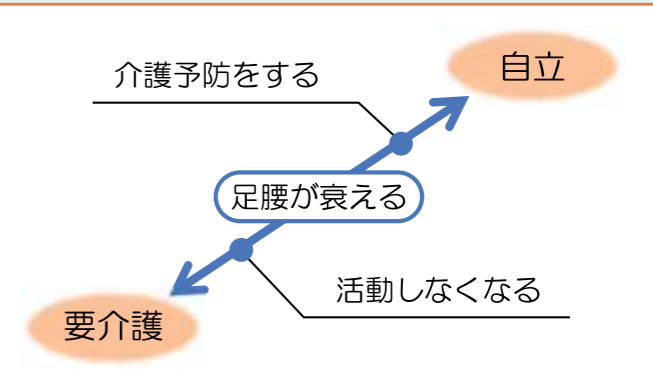 自立
介護予防をする
足腰が衰える
活動しなくなる
要介護